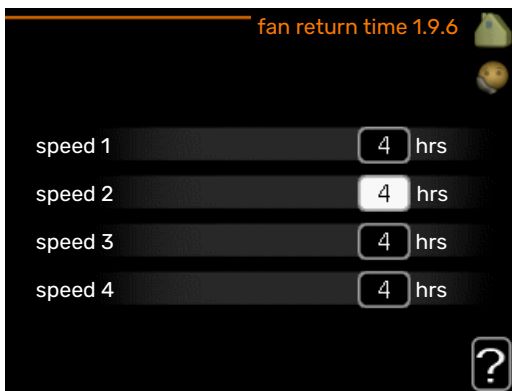 fan return time 1.9.6
speed 1 4 hrs
speed 2 4 hrs
speed 3 4 hrs
speed 4 4 hrs
?